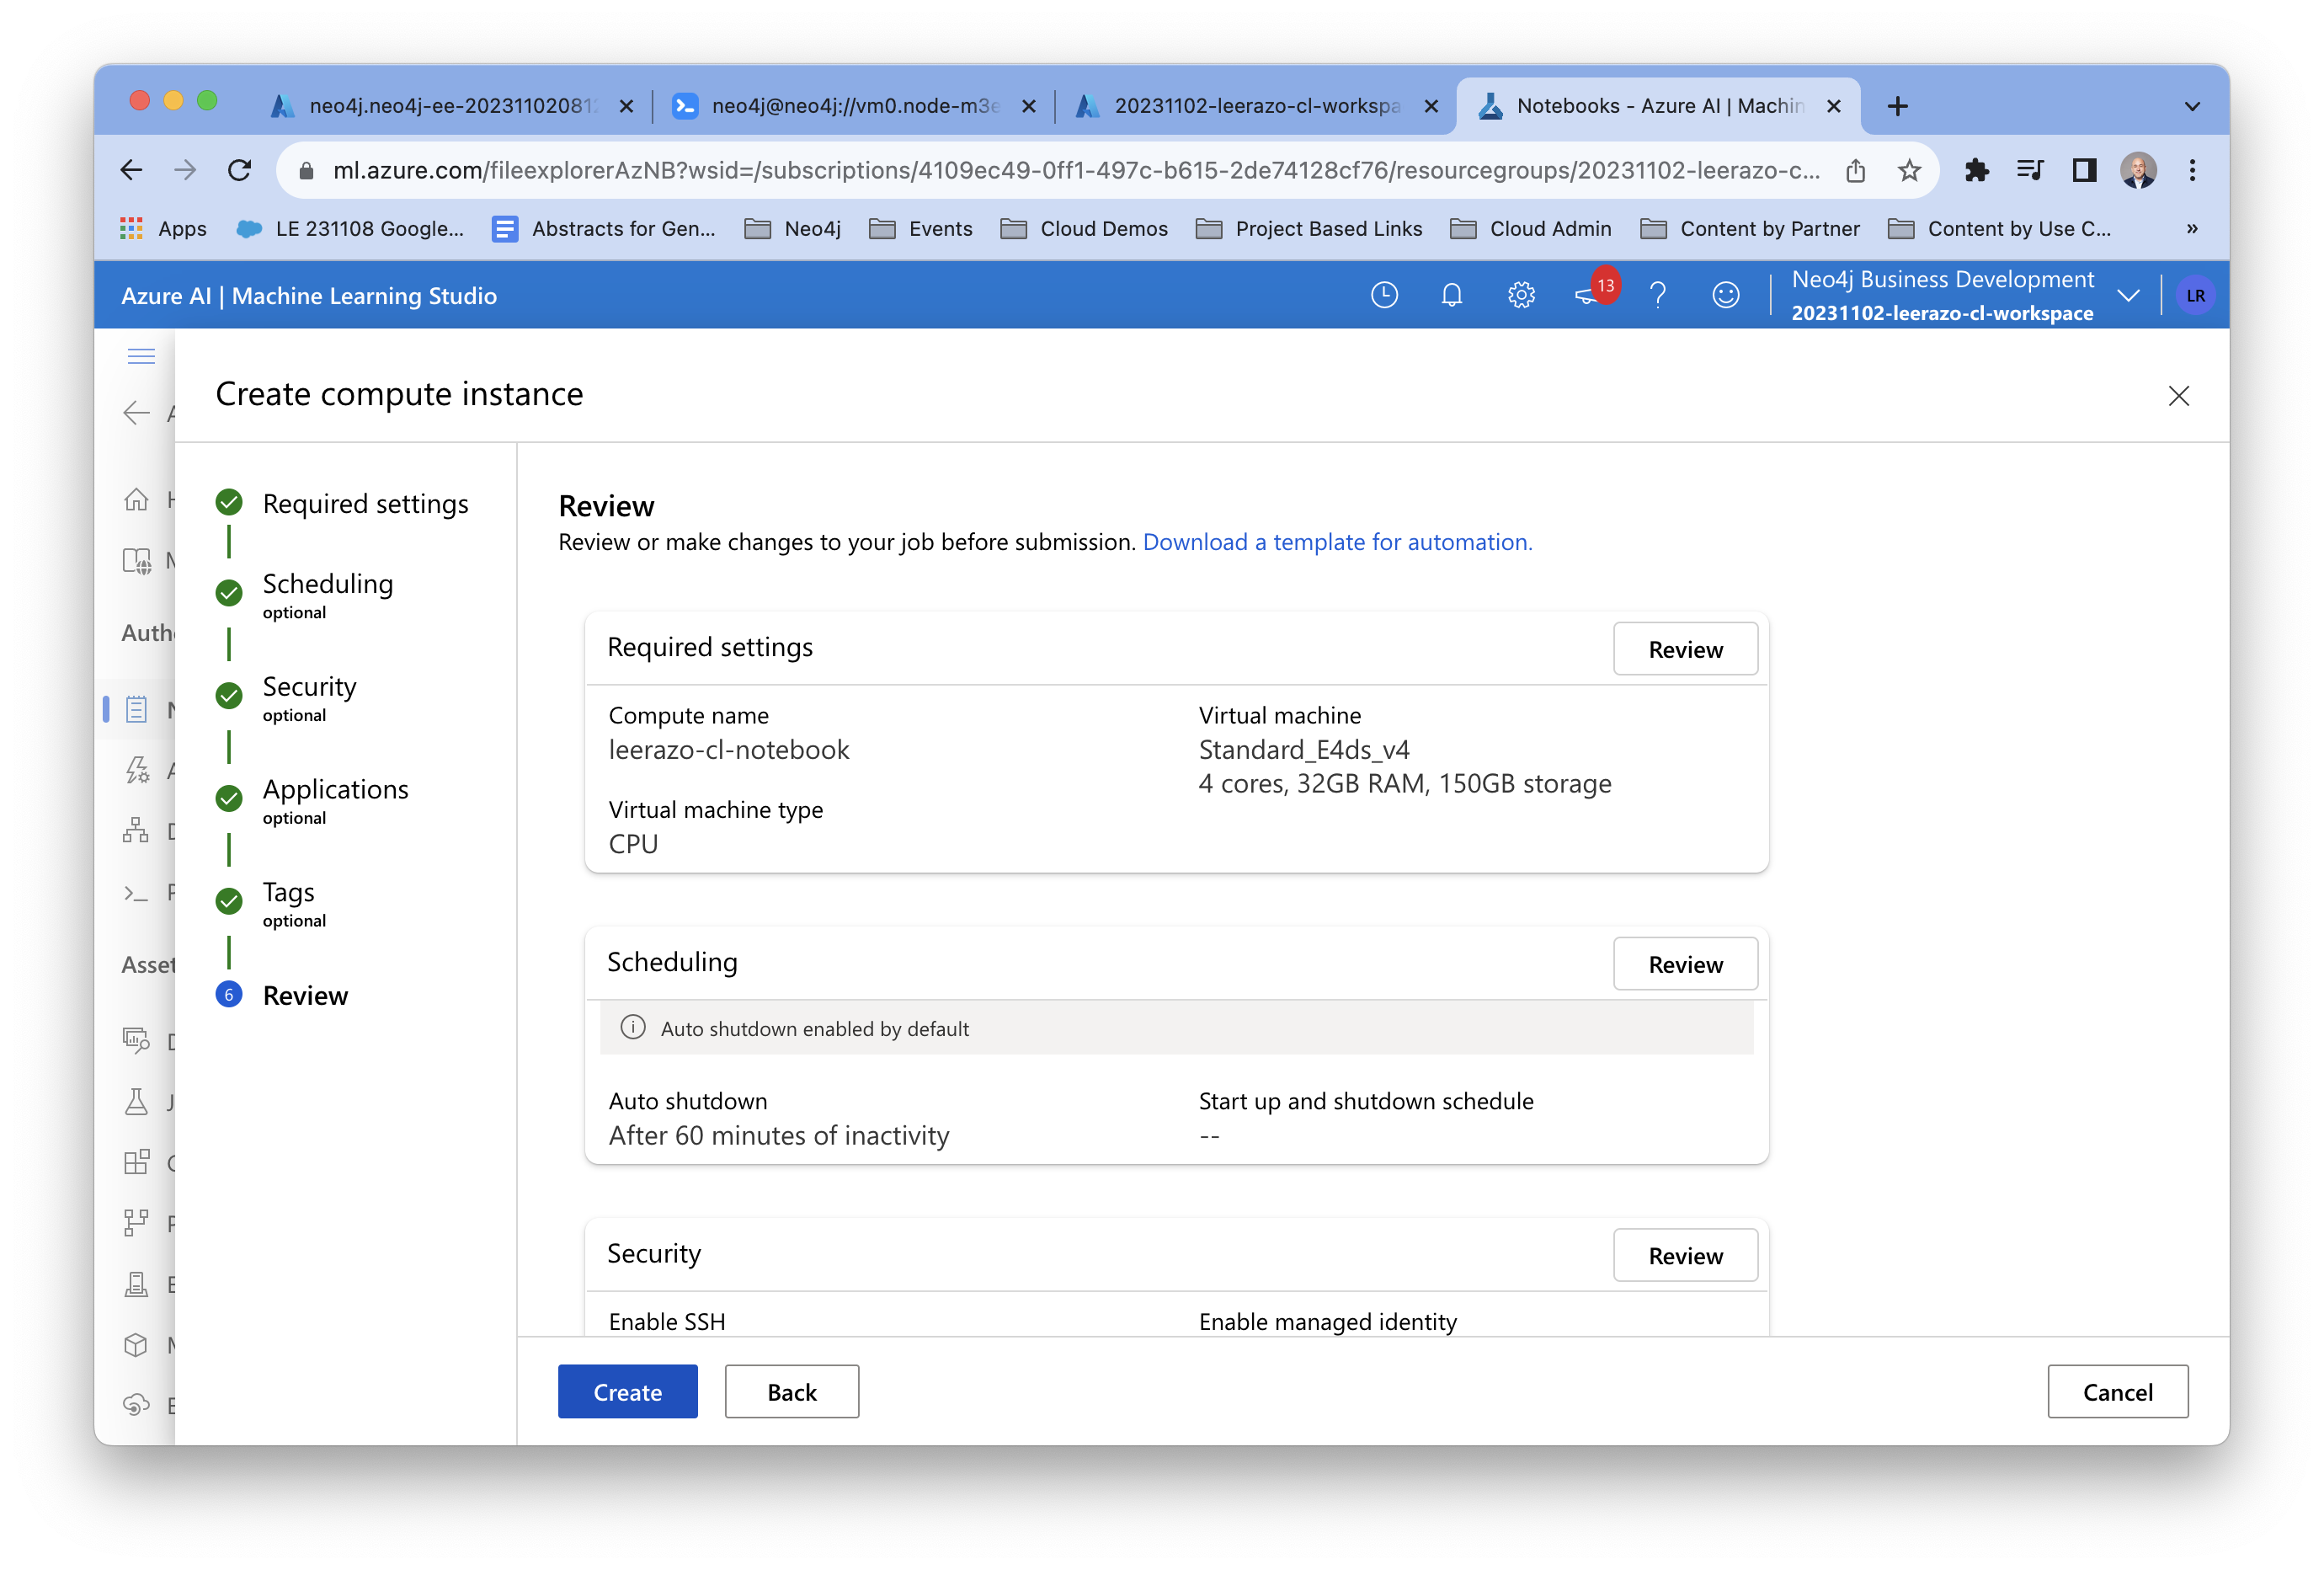 neo4j.neo4j-ee-20231102081
neo4j@neo4j://vm0.node-m3e
20231102-leerazo-cl-workspa
Notebooks - Azure AI | Machin
ml.azure.com/fileexplorerAzNB?wsid=/subscriptions/4109ec49-0ff1-497c-b615-2de74128cf76/resourcegroups/20231102-leerazo-c...
Apps
LE 231108 Google...
Abstracts for Gen...
Neo4j
Events
Cloud Demos
Project Based Links
Cloud Admin
Content by Partner
Content by Use C...
»
Azure AI | Machine Learning Studio
13
Neo4j Business Development
20231102-leerazo-cl-workspace
LR
Create compute instance
Auth
Asset
Required settings
Scheduling
optional
Security
optional
Applications
optional
Tags
optional
6
Review
Review
Review or make changes to your job before submission. Download a template for automation.
Required settings
Review
Compute name
leerazo-cl-notebook
Virtual machine type
CPU
Virtual machine
Standard_E4ds_v4
4 cores, 32GB RAM, 150GB storage
Scheduling
Review
Auto shutdown enabled by default
Auto shutdown
After 60 minutes of inactivity
Start up and shutdown schedule
--
Security
Review
Enable SSH
Enable managed identity
Create
Back
Cancel